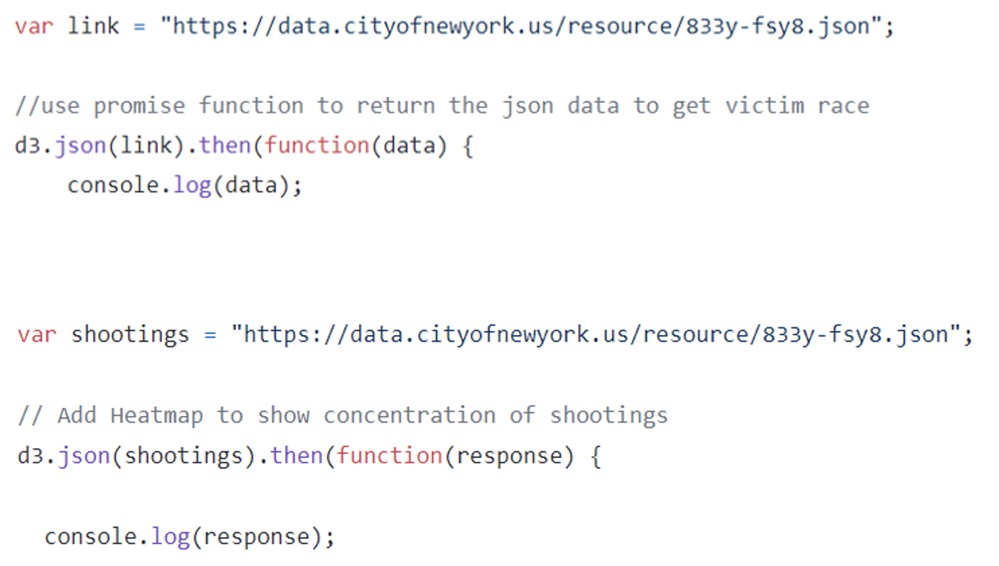 var link = "https://data.cityofnewyork.us/resource/833y-fsy8.json";
//use promise function to return the json data to get victim race
d3.json(link).then(function(data) {
    console.log(data);
var shootings = "https://data.cityofnewyork.us/resource/833y-fsy8.json";
// Add Heatmap to show concentration of shootings
d3.json(shootings).then(function(response) {
  console.log(response);